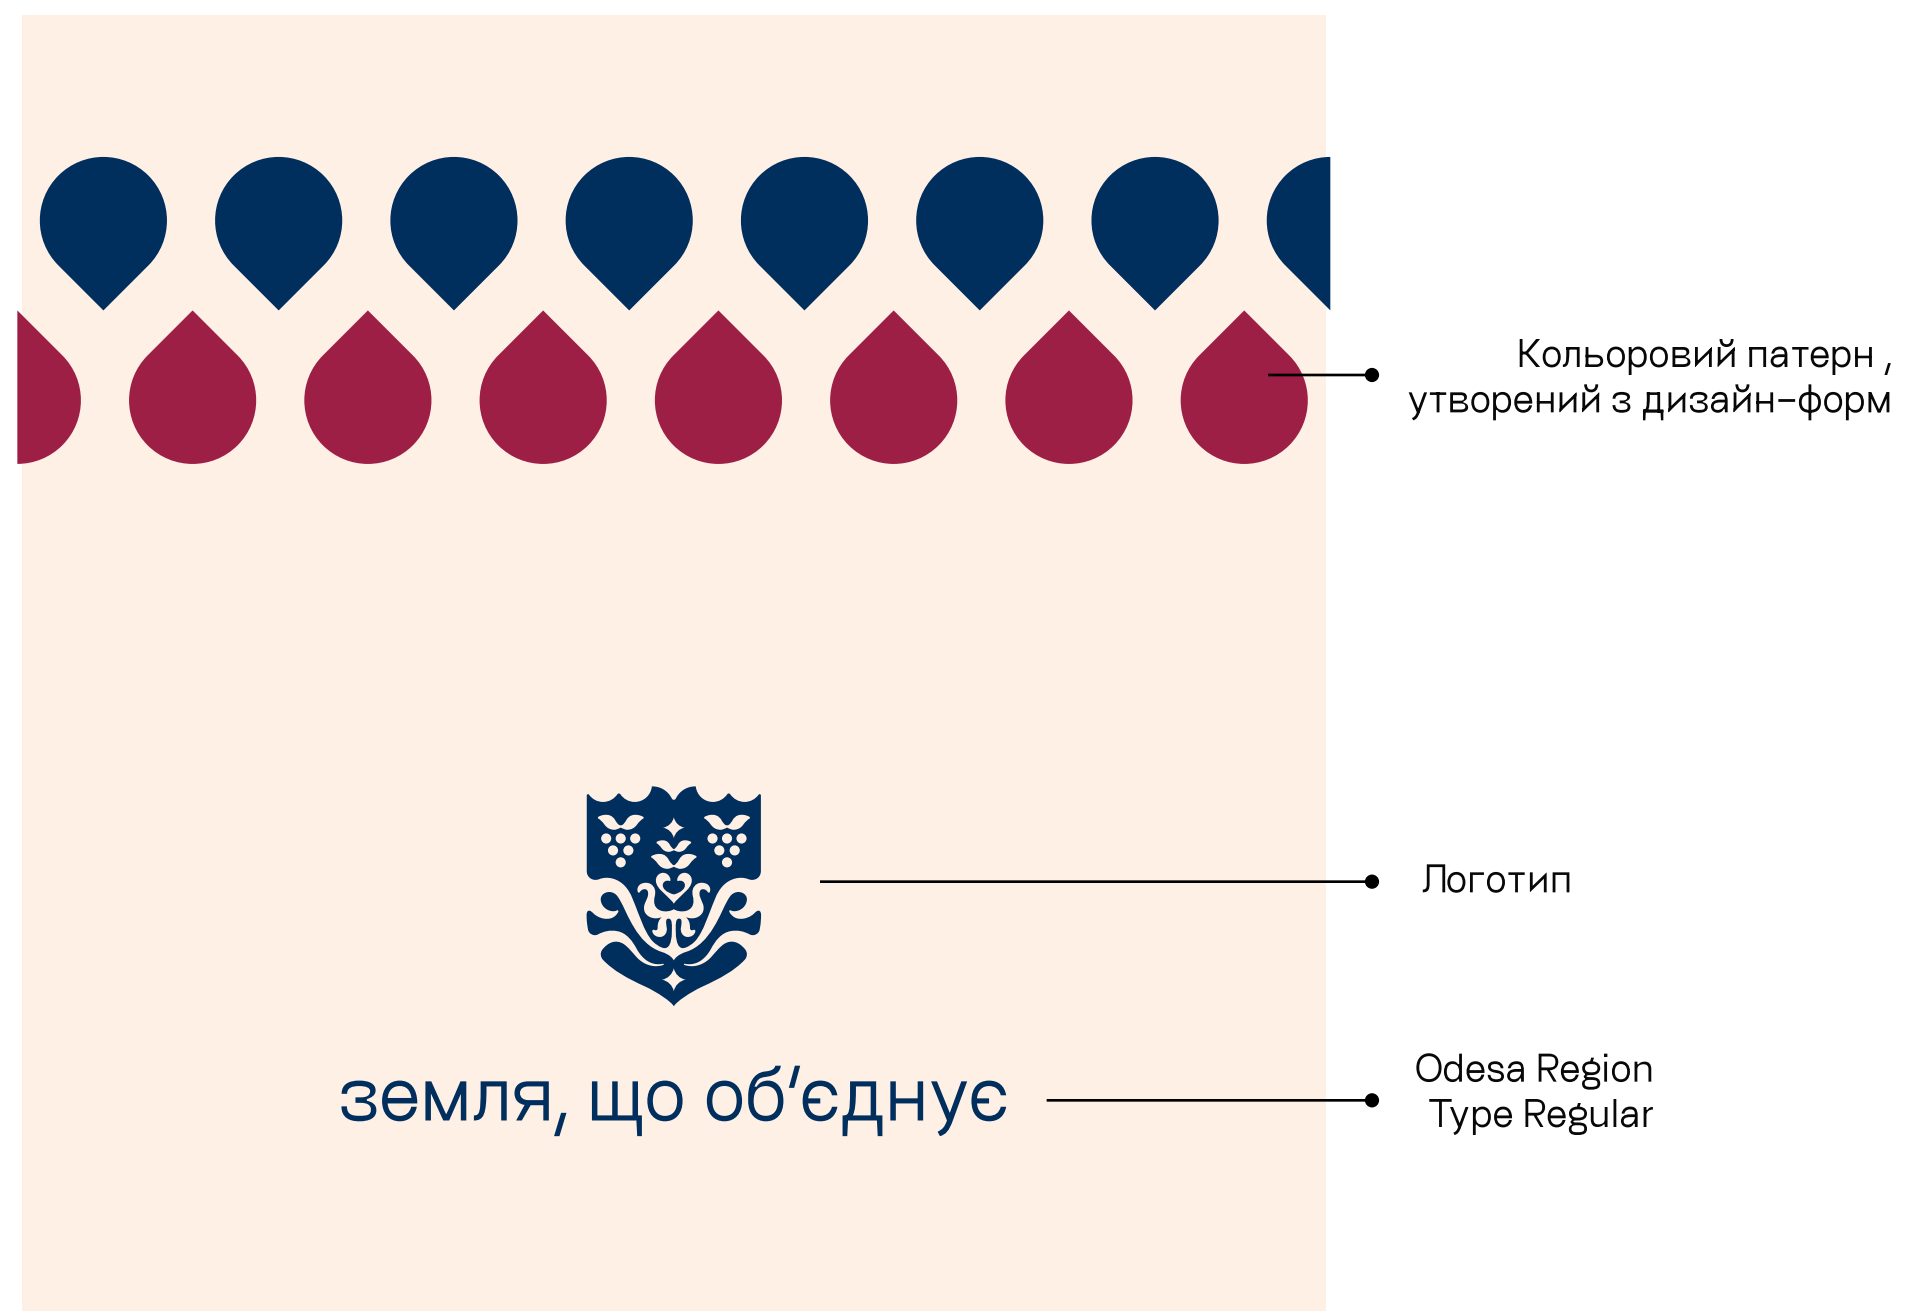 Кольоровий патерн ,
утворений з дизайн-форм
Логотип
земля, що об’єднує
Odesa Region
Type Regular